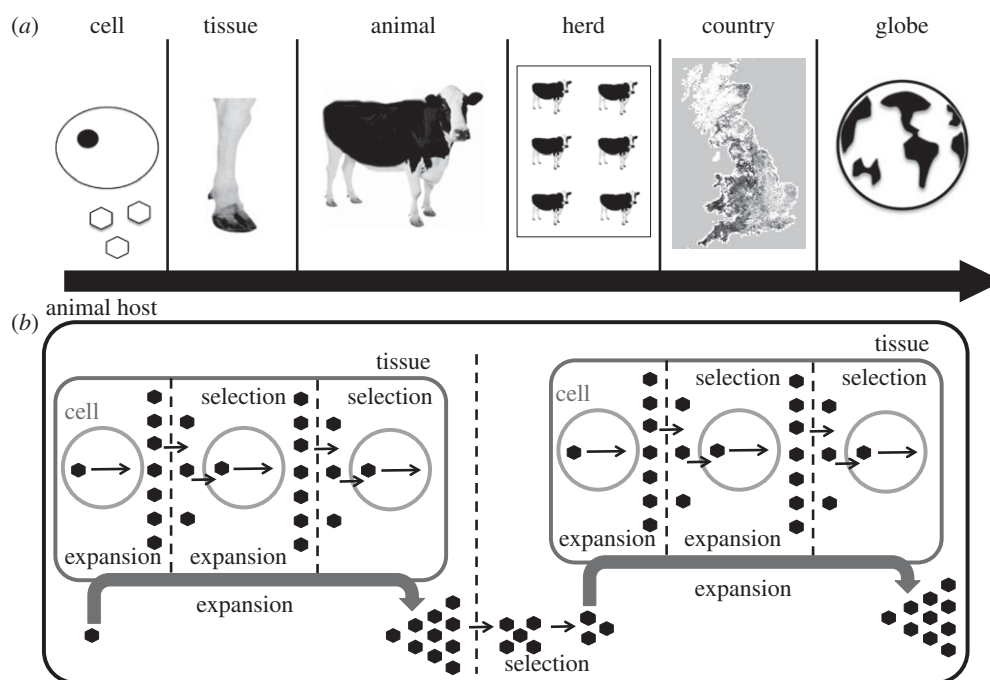 (a) cell tissue animal herd country globe
animal host
(b)
tissue
tissue
selection selection
selection selection
cell
cell
expansion expansion
expansion expansion
expansion
expansion
selection